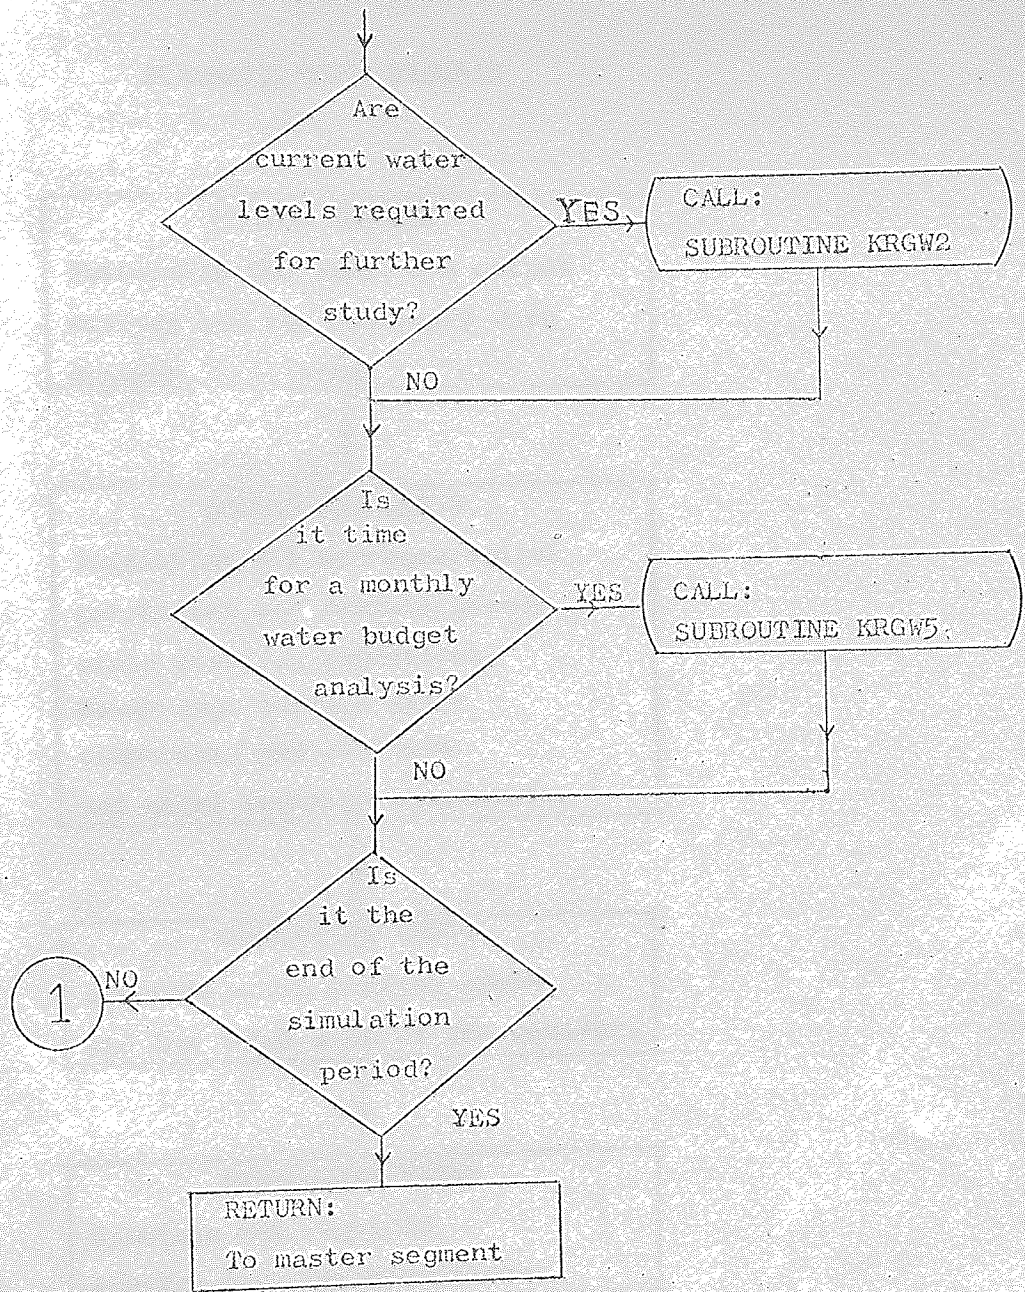 Are
current water
levels required
for further
study?
YES
CALL:
SUBROUTINE KRGW2
NO
Is
it time
for a monthly
water budget
analysis?
YES
CALL:
SUBROUTINE KRGW5.
NO
Is
it the
end of the
simulation
period?
NO
1
YES
RETURN:
To master segment